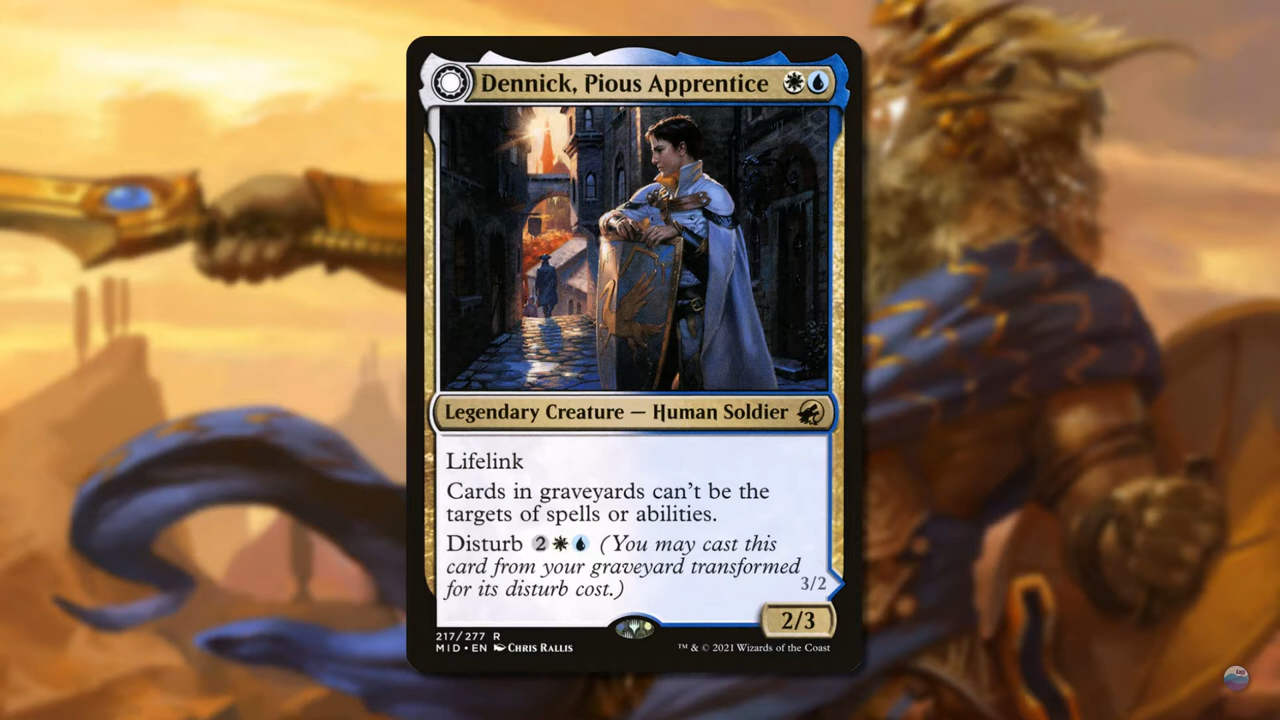 Dennick, Pious Apprentice
Legendary Creature — Human Soldier
Lifelink
Cards in graveyards can't be the
targets of spells or abilities.
Disturb 2 (You may cast this
card from your graveyard transformed
for its disturb cost.)
3/2
2/3
217/277 R
MID • EN Chris Rallis
™ & © 2021 Wizards of the Coast